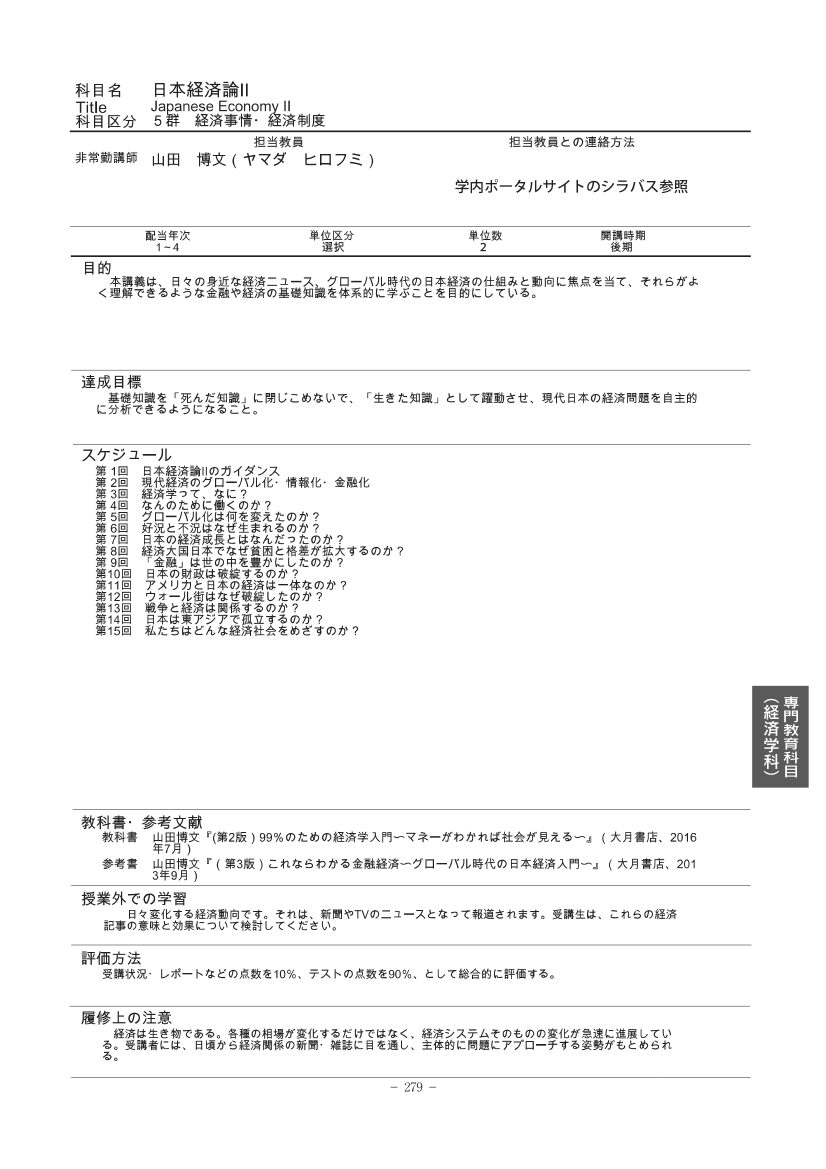 科目名　日本経済論II
Title　Japanese Economy II
科目区分　５群　経済事情・経済制度
担当教員　担当教員との連絡方法
非常勤講師　山田　博文（ヤマダ　ヒロフミ）
学内ポータルサイトのシラバス参照
配当年次　単位区分　単位数　開講時期
1～4　選択　2　後期
目的
本講義は、日々の身近な経済ニュース、グローバル時代の日本経済の仕組みと動向に焦点を当て、それらがよ
く理解できるような金融や経済の基礎知識を体系的に学ぶことを目的にしている。
達成目標
基礎知識を「死んだ知識」に閉じこめないで、「生きた知識」として躍動させ、現代日本の経済問題を自主的
に分析できるようになること。
スケジュール
第 1回　日本経済論IIのガイダンス
第 2回　現代経済のグローバル化・情報化・金融化
第 3回　経済学って、なに？
第 4回　なんのために働くのか？
第 5回　グローバル化は何を変えたのか？
第 6回　好況と不況はなぜ生まれるのか？
第 7回　日本の経済成長とはなんだったのか？
第 8回　経済大国日本でなぜ貧困と格差が拡大するのか？
第 9回　「金融」は世の中を豊かにしたのか？
第10回　日本の財政は破綻するのか？
第11回　アメリカと日本の経済は一体なのか？
第12回　ウォール街はなぜ破綻したのか？
第13回　戦争と経済は関係するのか？
第14回　日本は東アジアで孤立するのか？
第15回　私たちはどんな経済社会をめざすのか？
専門教育科目
（経済学科）
教科書・参考文献
教科書　山田博文『(第2版）99％のための経済学入門～マネーがわかれば社会が見える～』（大月書店、2016
年7月）
参考書　山田博文『（第3版）これならわかる金融経済～グローバル時代の日本経済入門～』（大月書店、201
3年9月）
授業外での学習
日々変化する経済動向です。それは、新聞やTVのニュースとなって報道されます。受講生は、これらの経済
記事の意味と効果について検討してください。
評価方法
受講状況・レポートなどの点数を10％、テストの点数を90％、として総合的に評価する。
履修上の注意
経済は生き物である。各種の相場が変化するだけではなく、経済システムそのものの変化が急速に進展してい
る。受講者には、日頃から経済関係の新聞・雑誌に目を通し、主体的に問題にアプローチする姿勢がもとめられ
る。
－ 279 －